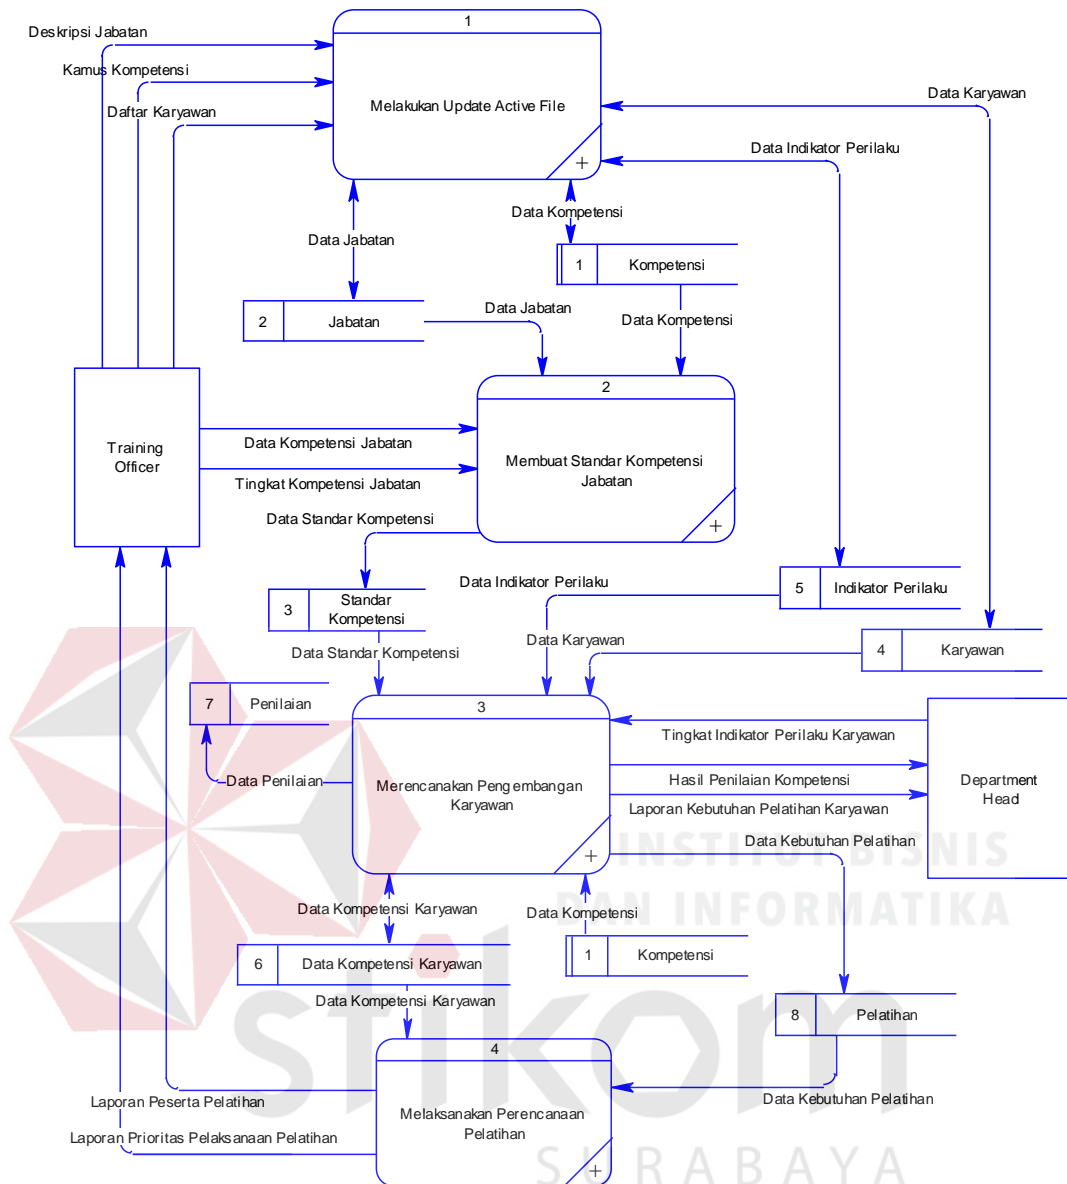 1
Deskripsi Jabatan
Kamus Kompetensi
Daftar Karyawan
Melakukan Update Active File
+
Data Karyawan
Data Indikator Perilaku
Data Kompetensi
Data Jabatan
1
Kompetensi
2
Jabatan
Data Jabatan
Data Kompetensi
2
Training
Officer
Data Kompetensi Jabatan
Tingkat Kompetensi Jabatan
Membuat Standar Kompetensi
Jabatan
+
Data Standar Kompetensi
Data Indikator Perilaku
5
Indikator Perilaku
3
Standar
Kompetensi
Data Karyawan
4
Karyawan
Data Standar Kompetensi
7
Penilaian
3
Tingkat Indikator Perilaku Karyawan
Data Penilaian
Merencanakan Pengembangan
Karyawan
+
Hasil Penilaian Kompetensi
Laporan Kebutuhan Pelatihan Karyawan
Department
Head
Data Kebutuhan Pelatihan
INSTITUT BISNIS
DAN INFORMATIKA
Data Kompetensi Karyawan
Data Kompetensi
6
Data Kompetensi Karyawan
1
Kompetensi
Data Kompetensi Karyawan
8
Pelatihan
stikom
4
Laporan Peserta Pelatihan
Data Kebutuhan Pelatihan
Melaksanakan Perencanaan
Pelatihan
+
Laporan Prioritas Pelaksanaan Pelatihan
SURABAYA